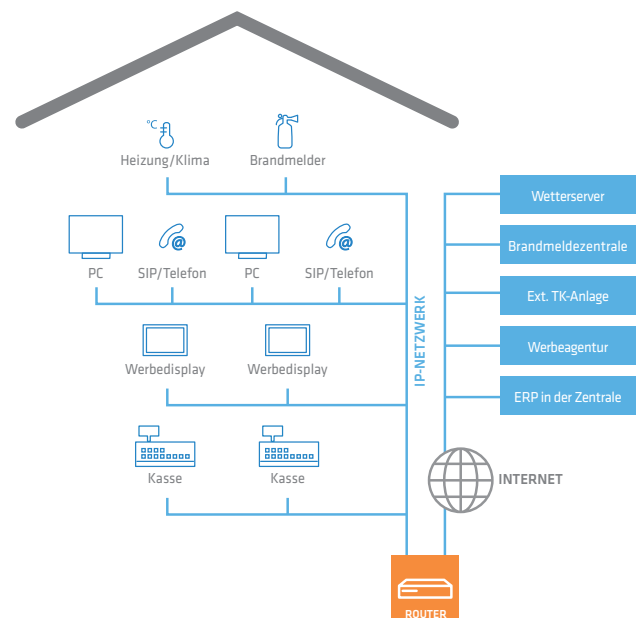 °C
Heizung/Klima
Brandmelder
Wetterserver
Brandmeldezentrale
@
@
PC
SIP/Telefon
PC
SIP/Telefon
Ext. TK-Anlage
IP-NETZWERK
Werbeagentur
Werbedisplay
Werbedisplay
ERP in der Zentrale
Kasse
Kasse
INTERNET
ROUTER